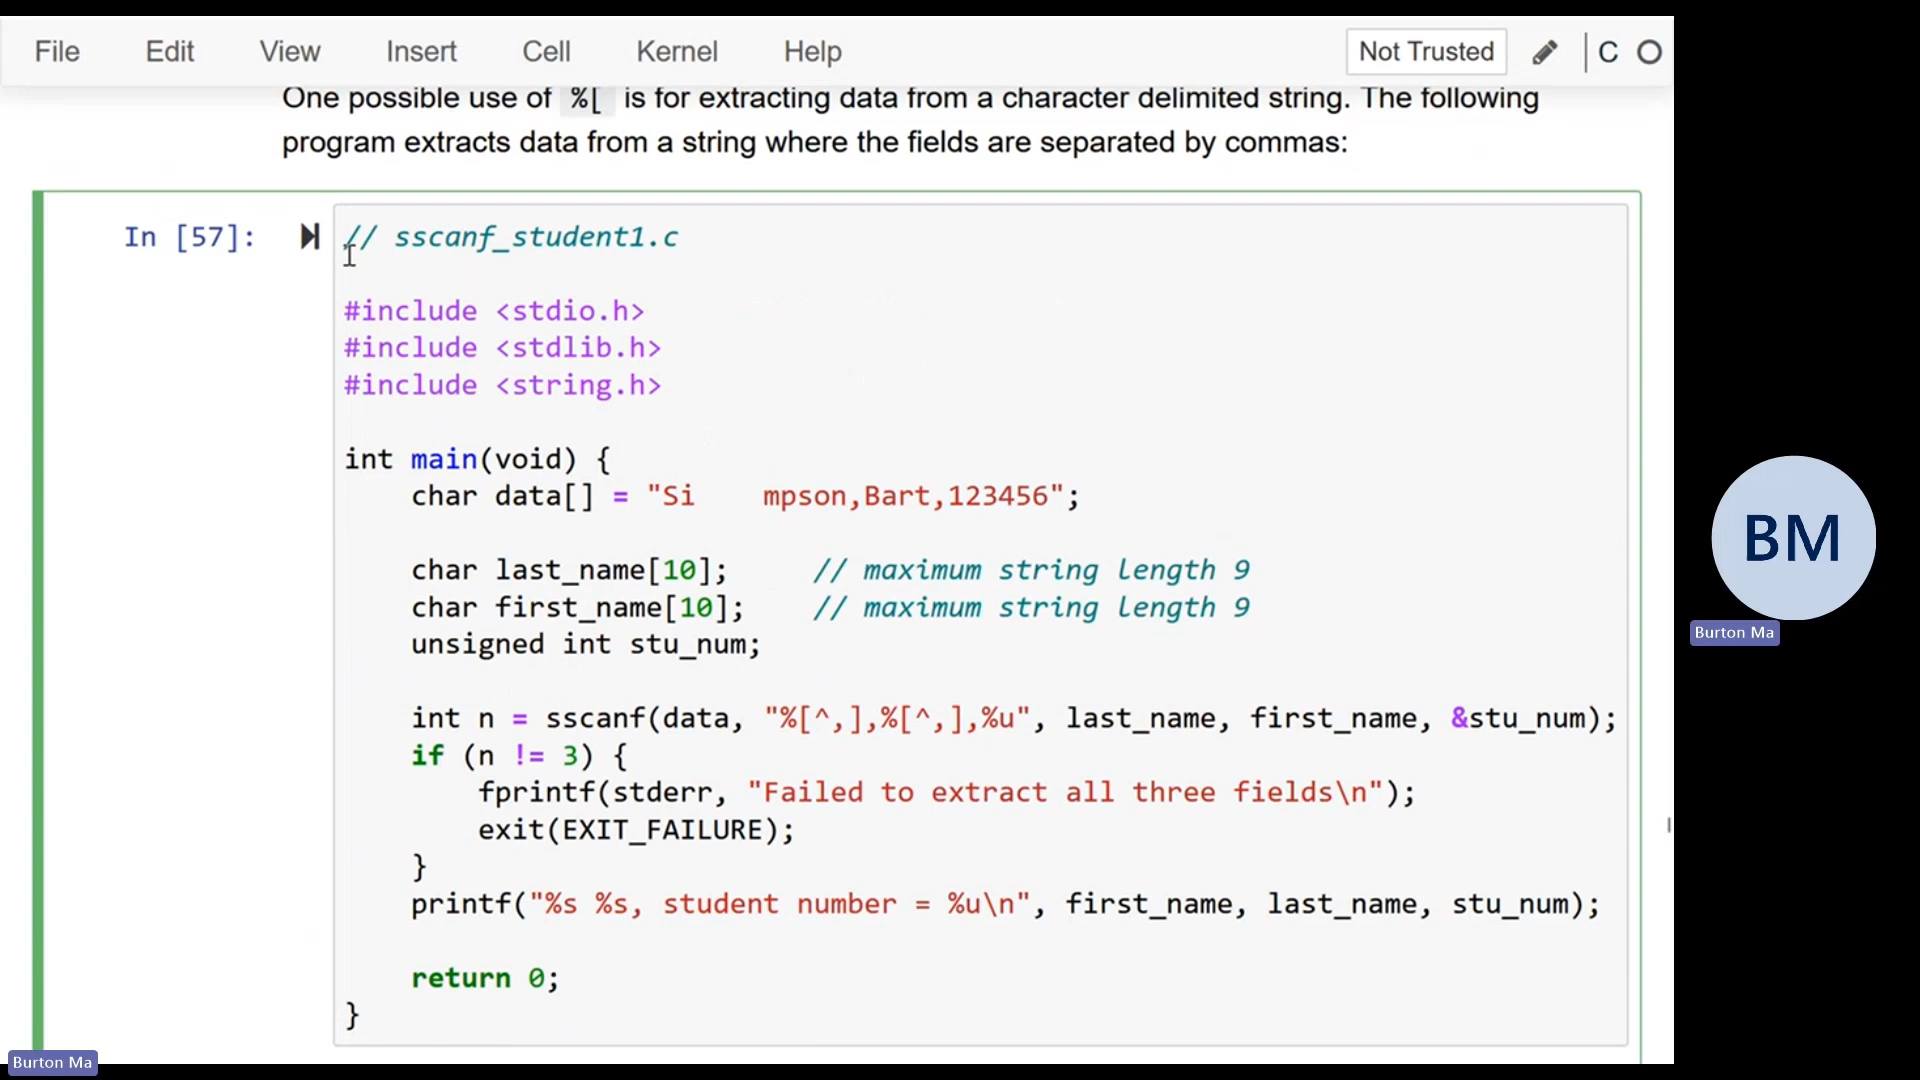 File Edit View Insert Cell Kernel Help Not Trusted C
One possible use of %[ is for extracting data from a character delimited string. The following
program extracts data from a string where the fields are separated by commas:
In [57]: // sscanf_student1.c
#include <stdio.h>
#include <stdlib.h>
#include <string.h>
int main(void) {
    char data[] = "Si    mpson,Bart,123456";
    char last_name[10];     // maximum string length 9
    char first_name[10];    // maximum string length 9
    unsigned int stu_num;
    int n = sscanf(data, "%[^,],%[^,],%u", last_name, first_name, &stu_num);
    if (n != 3) {
        fprintf(stderr, "Failed to extract all three fields\n");
        exit(EXIT_FAILURE);
    }
    printf("%s %s, student number = %u\n", first_name, last_name, stu_num);
    return 0;
}
BM
Burton Ma
Burton Ma